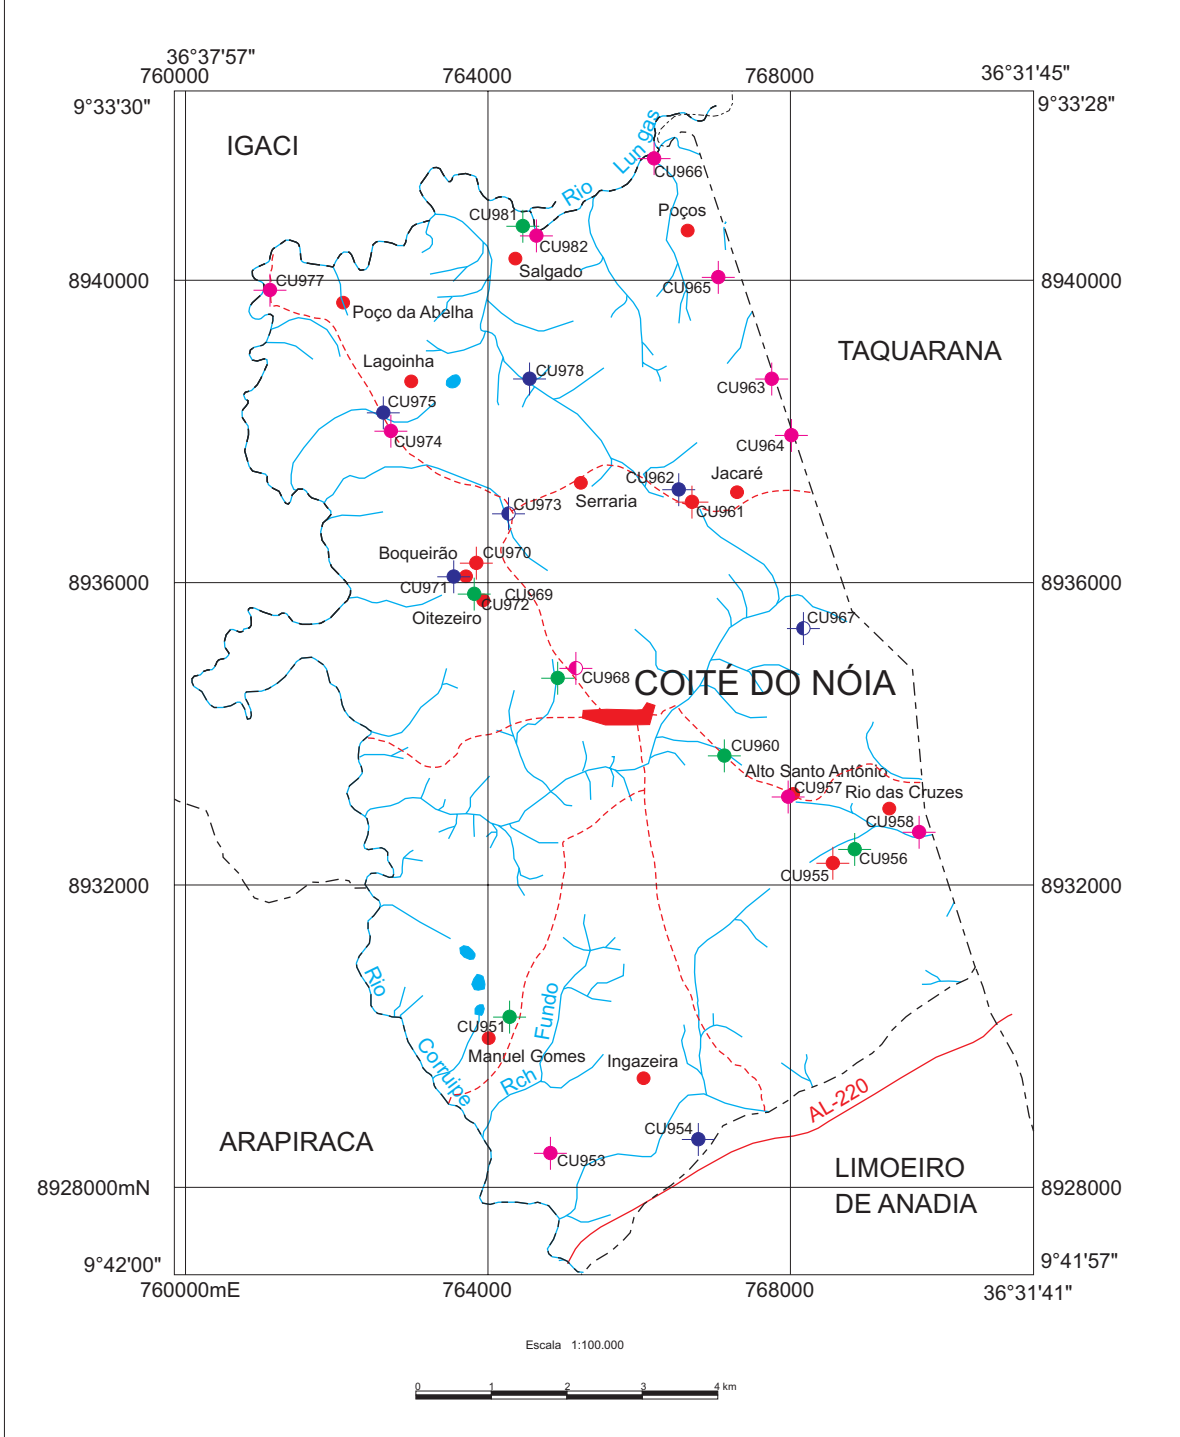 36°37'57"
760000
764000
768000
36°31'45"
9°33'30"
9°33'28"
IGACI
Rio Lungas
CU966
Poços
CU981
CU982
Salgado
CU965
CU977
8940000
8940000
Poço da Abelha
TAQUARANA
Lagoinha
CU978
CU963
CU975
CU974
CU964
Jacaré
CU962
Serraria
CU961
CU973
Boqueirão
CU970
8936000
8936000
CU971
CU969
CU972
Oitezeiro
CU967
CU968
COITÉ DO NÓIA
CU960
Alto Santo Antônio
CU957
Rio das Cruzes
CU958
CU956
CU955
8932000
8932000
Rio Corruipe
Rch Fundo
CU951
Manuel Gomes
Ingazeira
AL-220
CU954
ARAPIRACA
CU953
LIMOEIRO
DE ANADIA
8928000mN
8928000
9°42'00"
9°41'57"
760000mE
764000
768000
36°31'41"
Escala 1:100.000
0 1 2 3 4 km